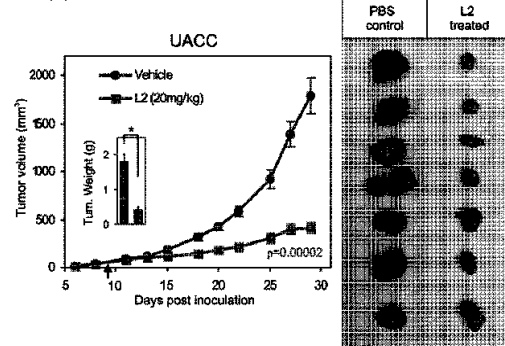 PBS
control
L2
treated
UACC
Vehicle
L2 (20mg/kg)
Tumor volume (mm³)
2000
1500
1000
500
0
Tum. Weight (g)
2
1
0
*
p=0.00002
5
10
15
20
25
30
Days post inoculation